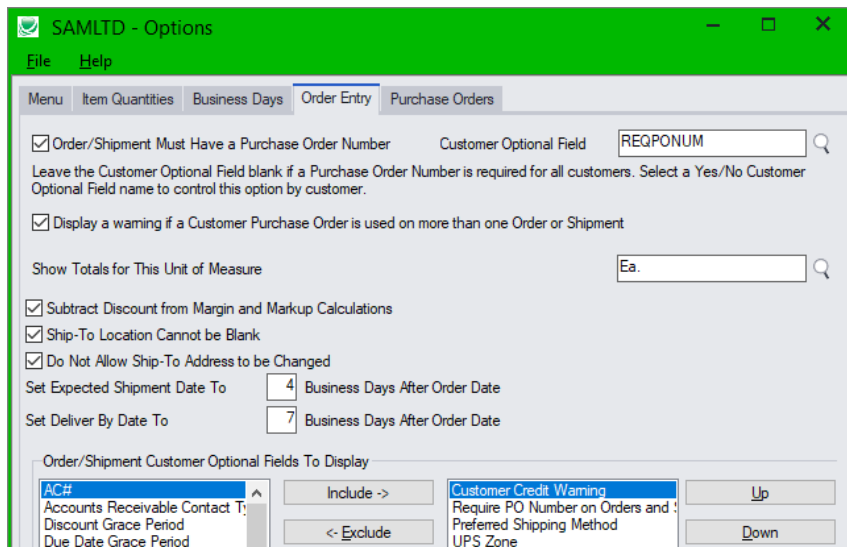 SAMLTD - Options
File Help
Menu Item Quantities Business Days Order Entry Purchase Orders
Order/Shipment Must Have a Purchase Order Number Customer Optional Field REQPONUM
Leave the Customer Optional Field blank if a Purchase Order Number is required for all customers. Select a Yes/No Customer
Optional Field name to control this option by customer.
Display a warning if a Customer Purchase Order is used on more than one Order or Shipment
Show Totals for This Unit of Measure Ea.
Subtract Discount from Margin and Markup Calculations
Ship-To Location Cannot be Blank
Do Not Allow Ship-To Address to be Changed
Set Expected Shipment Date To 4 Business Days After Order Date
Set Deliver By Date To 7 Business Days After Order Date
Order/Shipment Customer Optional Fields To Display
AC# Include -> Customer Credit Warning Up
Accounts Receivable Contact Require PO Number on Orders and
Discount Grace Period <- Exclude Preferred Shipping Method Down
Due Date Grace Period UPS Zone